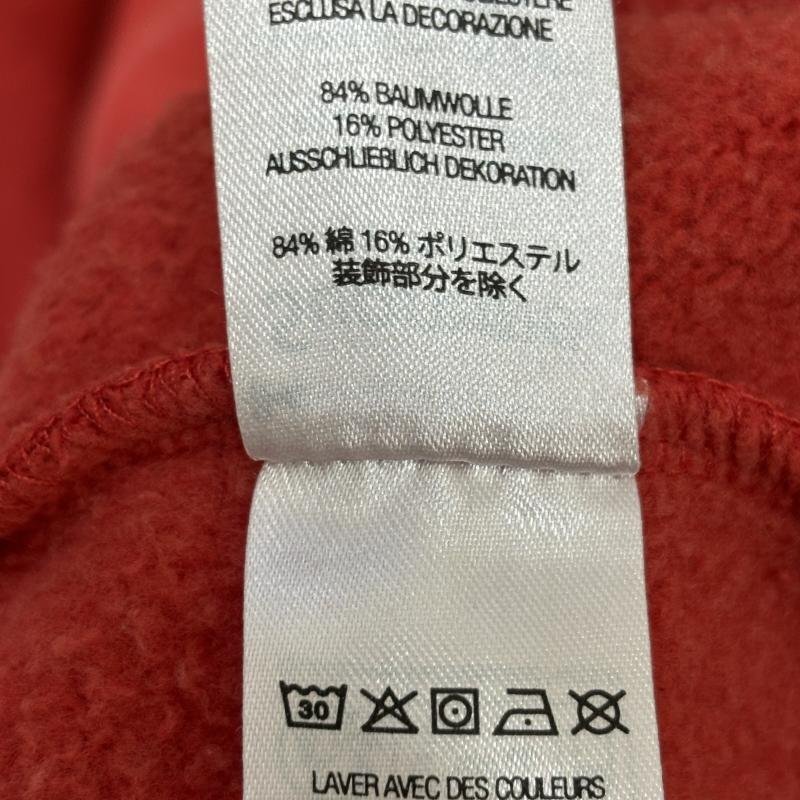 ESCLUSA LA DECORAZIONE
84% BAUMWOLLE
16% POLYESTER
AUSSCHLIEBLICH DEKORATION
84% 綿 16% ポリエステル
装飾部分を除く
30
LAVER AVEC DES COULEURS